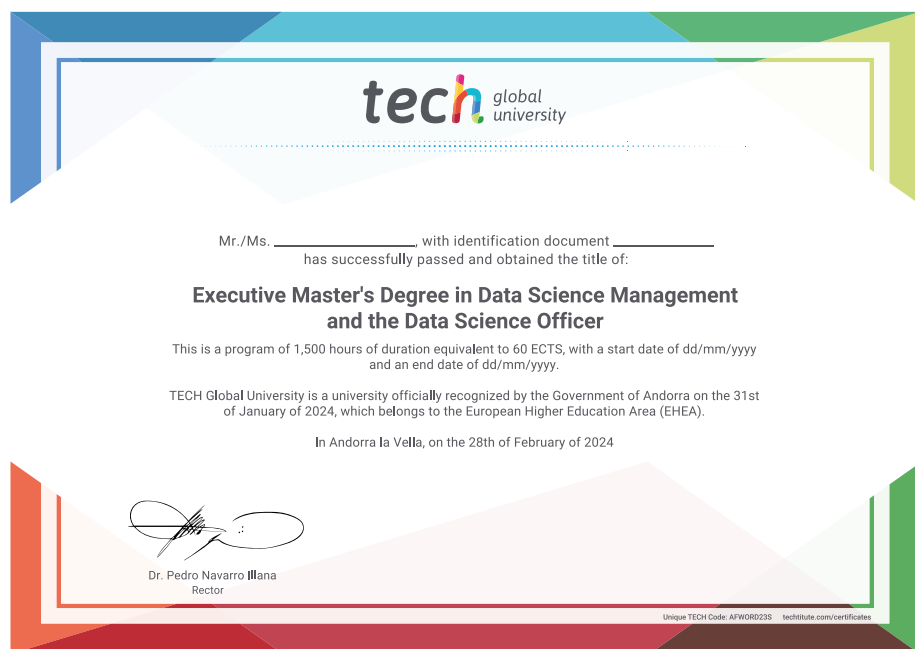 tech global
university
Mr./Ms. ____________, with identification document ____________
has successfully passed and obtained the title of:
Executive Master's Degree in Data Science Management
and the Data Science Officer
This is a program of 1,500 hours of duration equivalent to 60 ECTS, with a start date of dd/mm/yyyy
and an end date of dd/mm/yyyy.
TECH Global University is a university officially recognized by the Government of Andorra on the 31st
of January of 2024, which belongs to the European Higher Education Area (EHEA).
In Andorra la Vella, on the 28th of February of 2024
Dr. Pedro Navarro Illana
Rector
Unique TECH Code: AFWORD23S techtitute.com/certificates